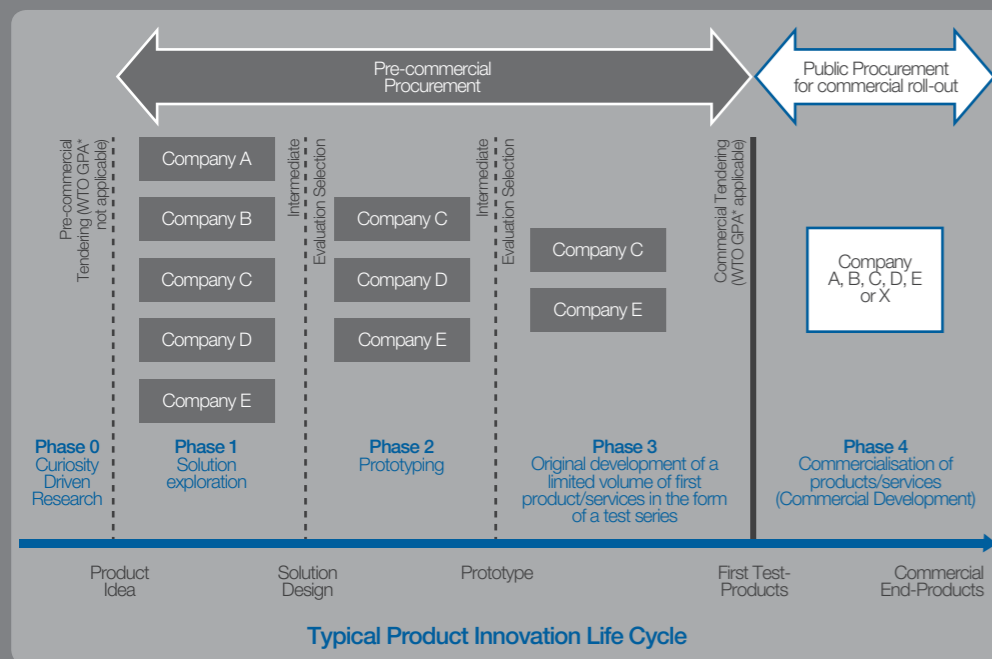 Pre-commercial
Procurement
Public Procurement
for commercial roll-out
Pre-commercial
Tendering (WTO GPA*
not applicable)
Company A
Company B
Company C
Company D
Company E
Intermediate
Evaluation Selection
Company C
Company D
Company E
Intermediate
Evaluation Selection
Company C
Company E
Commercial Tendering
(WTO GPA* applicable)
Company
A, B, C, D, E
or X
Phase 0
Curiosity
Driven
Research
Phase 1
Solution
exploration
Phase 2
Prototyping
Phase 3
Original development of a
limited volume of first
product/services in the form
of a test series
Phase 4
Commercialisation of
products/services
(Commercial Development)
Product
Idea
Solution
Design
Prototype
First Test-
Products
Commercial
End-Products
Typical Product Innovation Life Cycle